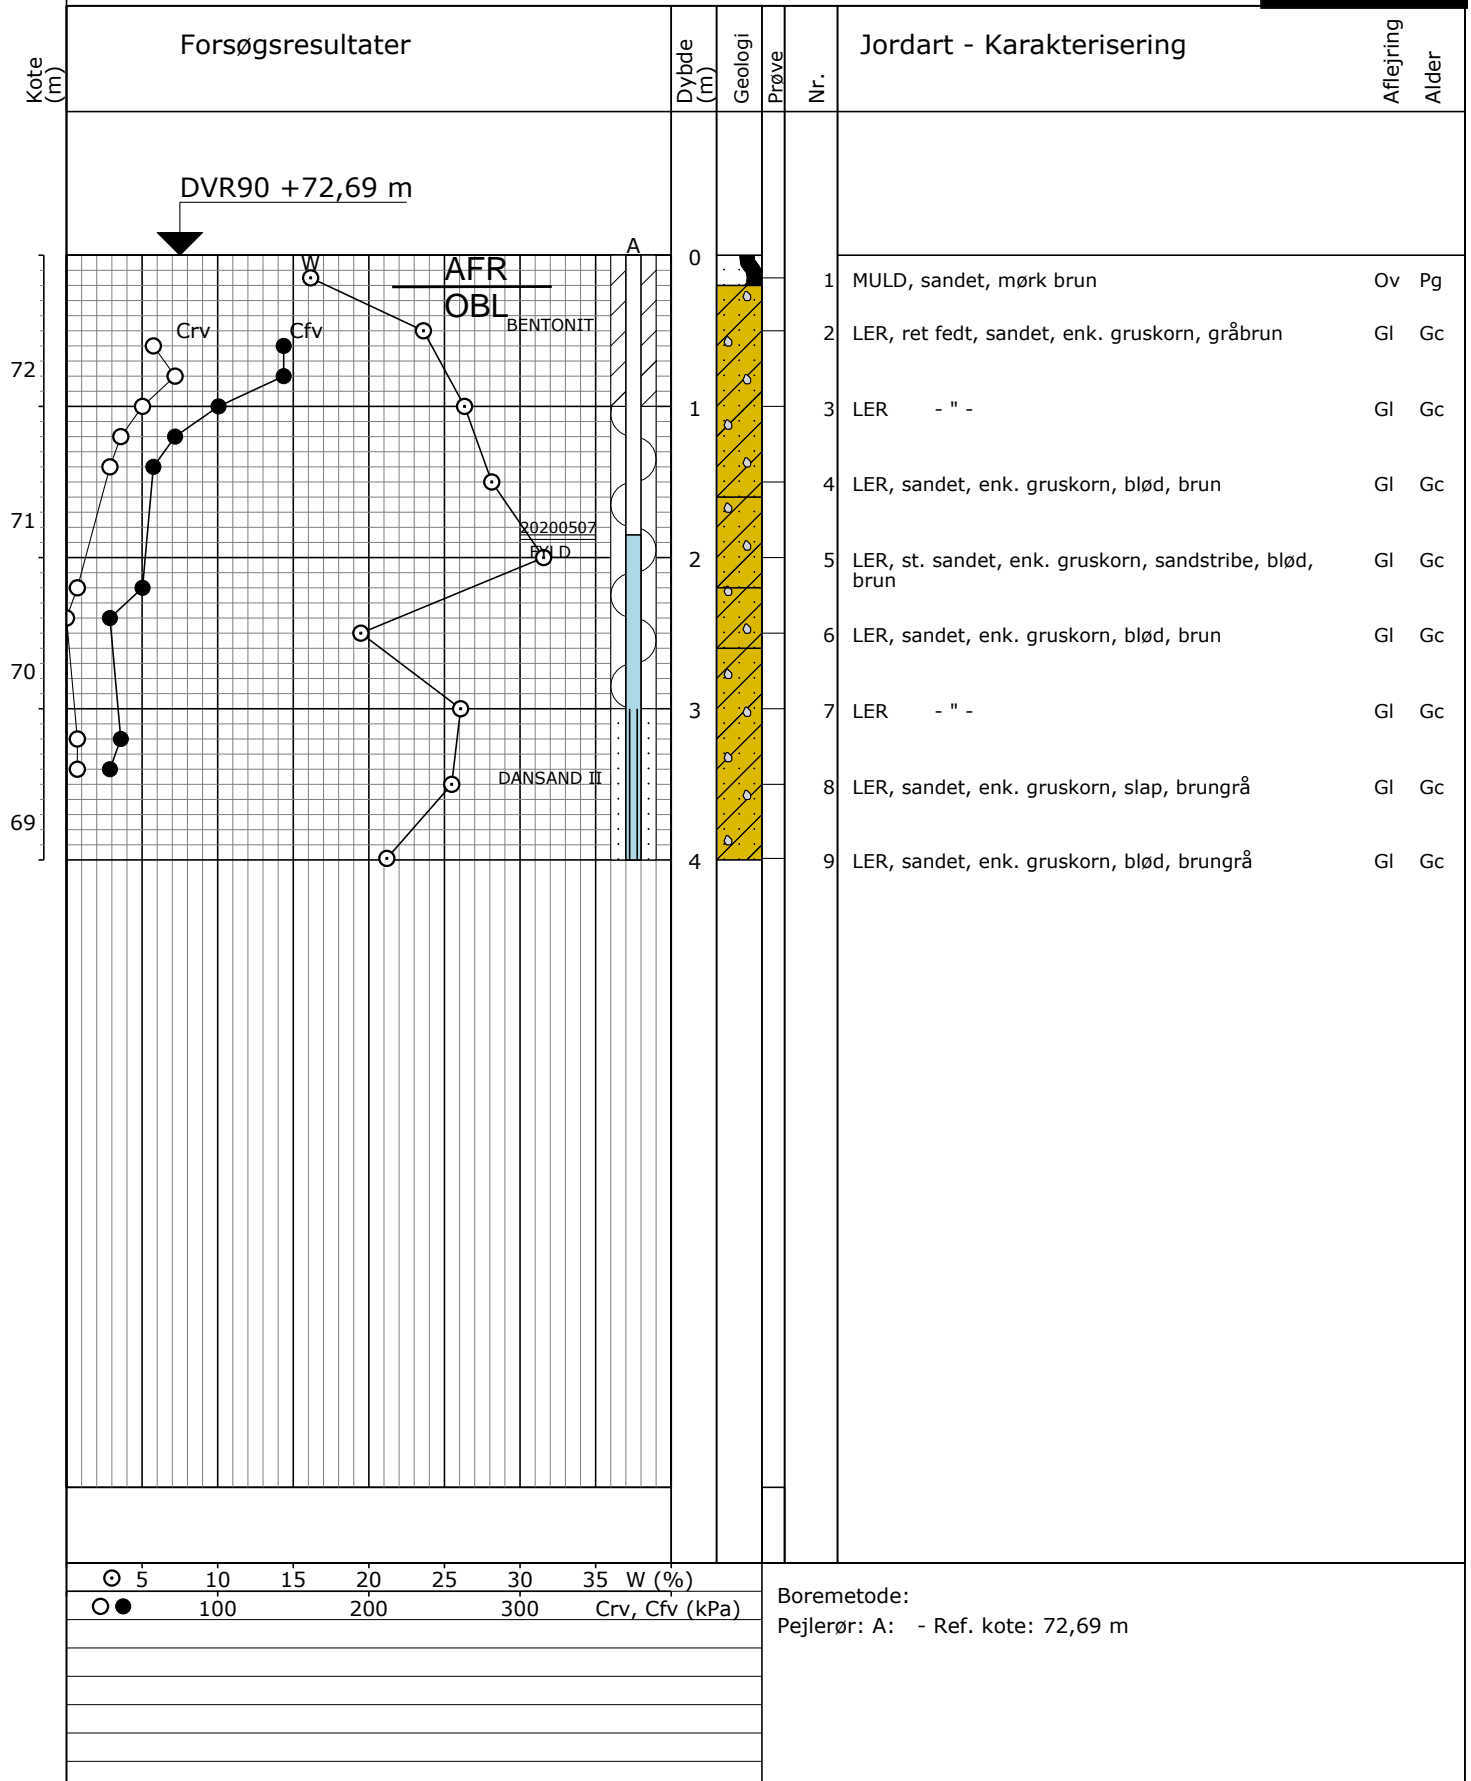 Kote (m)
Forsøgsresultater
Dybde (m)
Geologi
Prøve
Nr.
Jordart - Karakterisering
Aflejring
Alder
DVR90 +72,69 m
A
W
AFR
OBL
BENTONIT
Crv
Cfv
20200507
FYLD
DANSAND II
72
71
70
69
0
1
2
3
4
1 MULD, sandet, mørk brun Ov Pg
2 LER, ret fedt, sandet, enk. gruskorn, gråbrun Gl Gc
3 LER - " - Gl Gc
4 LER, sandet, enk. gruskorn, blød, brun Gl Gc
5 LER, st. sandet, enk. gruskorn, sandstribe, blød, Gl Gc
brun
6 LER, sandet, enk. gruskorn, blød, brun Gl Gc
7 LER - " - Gl Gc
8 LER, sandet, enk. gruskorn, slap, brungrå Gl Gc
9 LER, sandet, enk. gruskorn, blød, brungrå Gl Gc
5 10 15 20 25 30 35 W (%)
100 200 300 Crv, Cfv (kPa)
Boremetode:
Pejlerør: A: - Ref. kote: 72,69 m